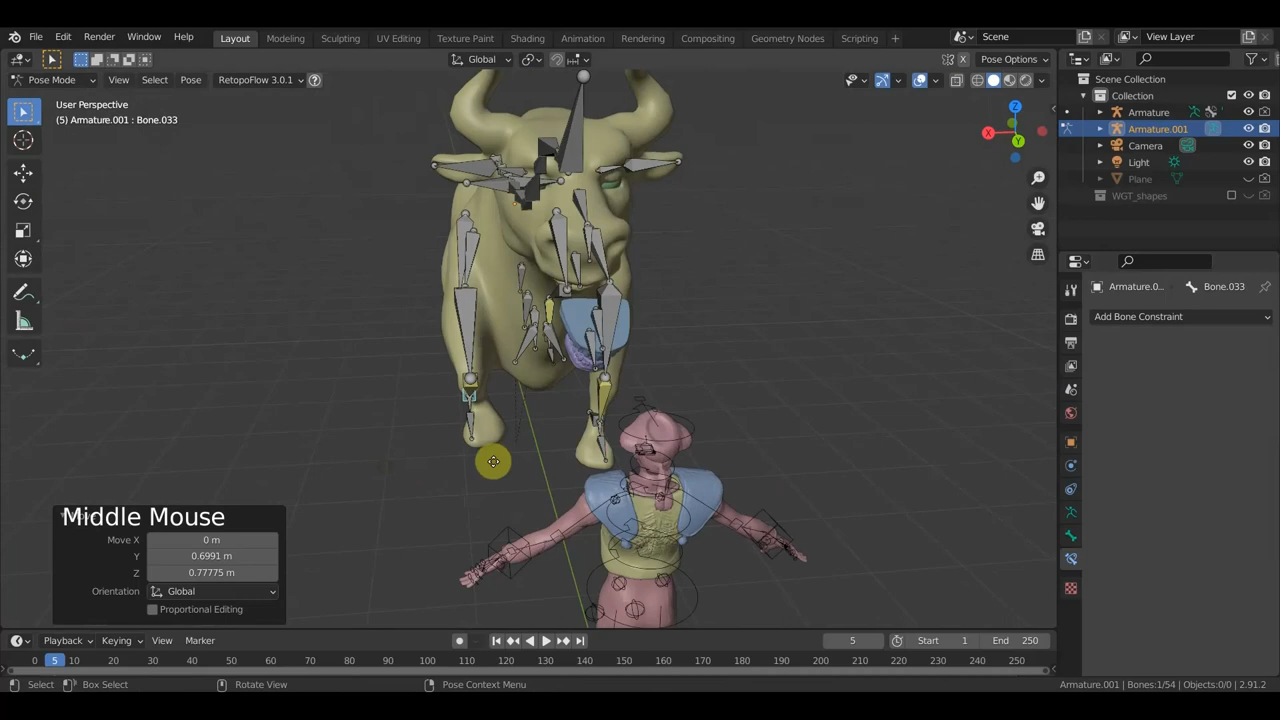 File Edit Render Window Help Layout Modeling Sculpting UV Editing Texture Paint Shading Animation Rendering Compositing Geometry Nodes Scripting + Scene View Layer
Global Pose Options
Pose Mode View Select Pose RetopoFlow 3.0.1
User Perspective
(5) Armature.001 : Bone.033
Scene Collection
Collection
Armature
Armature.001
Camera
Light
Plane
WGT_shapes
X
Y
Z
Armature.0... Bone.033
Add Bone Constraint
Middle Mouse
Move X 0 m
Y 0.6991 m
Z 0.77775 m
Orientation Global
Proportional Editing
Playback Keying View Marker 5 Start 1 End 250
0 5 10 20 30 40 50 60 70 80 90 100 110 120 130 140 150 160 170 180 190 200 210 220 230 240 250
Select Box Select Rotate View Pose Context Menu Armature.001 | Bones:1/54 | Objects:0/0 | 2.91.2